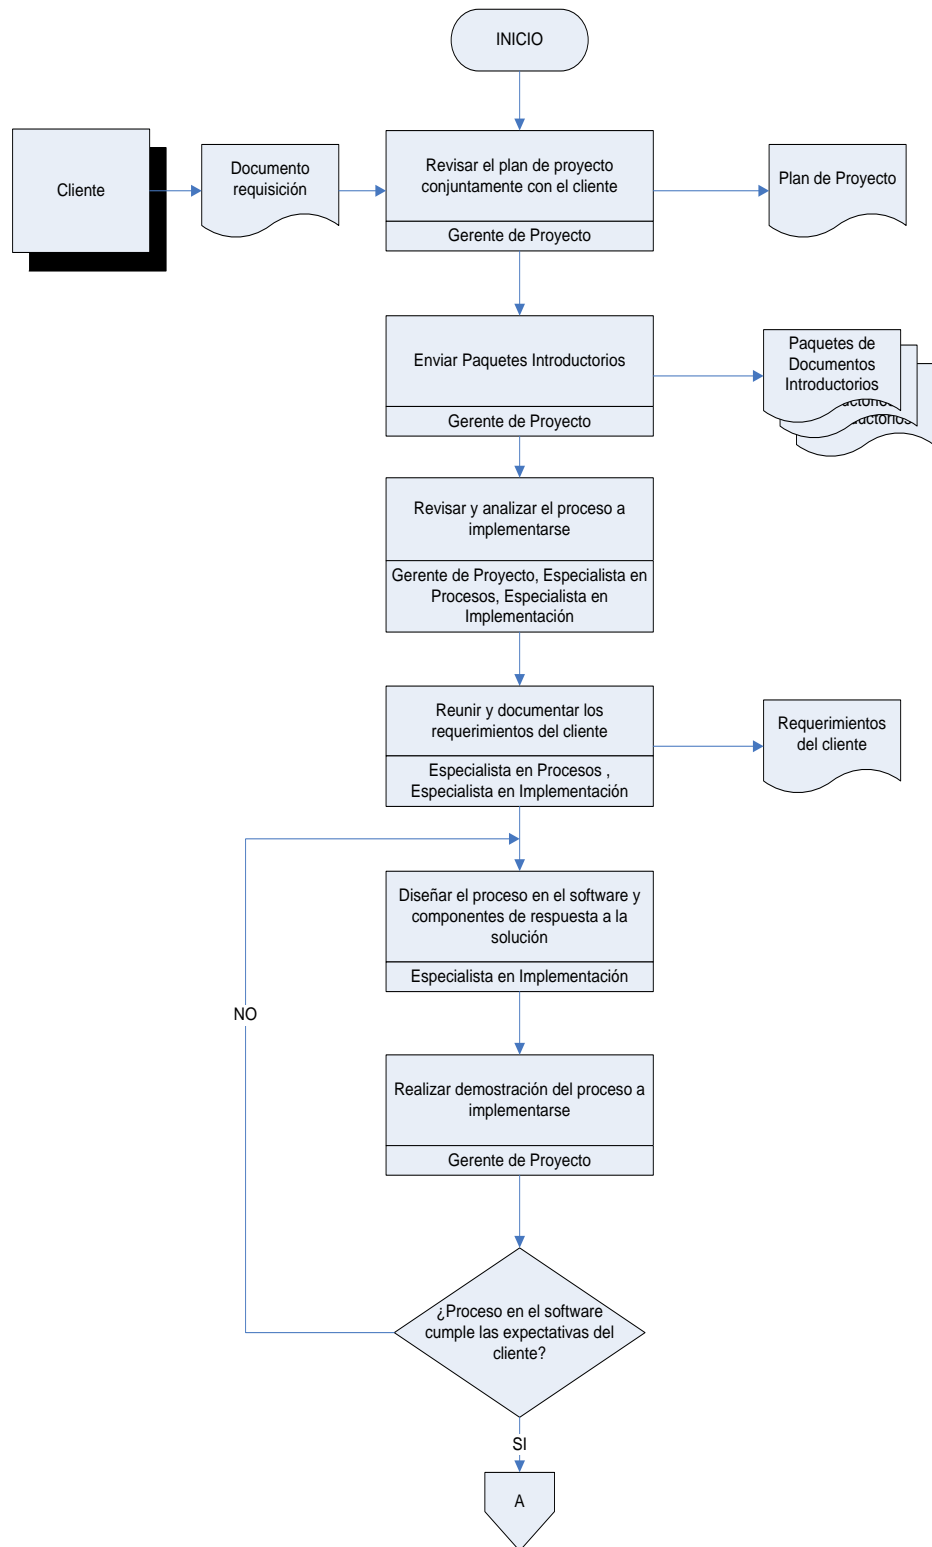 INICIO
Cliente
Documento
requisición
Revisar el plan de proyecto
conjuntamente con el cliente
Gerente de Proyecto
Plan de Proyecto
Enviar Paquetes Introductorios
Gerente de Proyecto
Paquetes de
Documentos
Introductorios
Revisar y analizar el proceso a
implementarse
Gerente de Proyecto, Especialista en
Procesos, Especialista en
Implementación
Reunir y documentar los
requerimientos del cliente
Especialista en Procesos ,
Especialista en Implementación
Requerimientos
del cliente
Diseñar el proceso en el software y
componentes de respuesta a la
solución
Especialista en Implementación
NO
Realizar demostración del proceso a
implementarse
Gerente de Proyecto
¿Proceso en el software
cumple las expectativas del
cliente?
SI
A